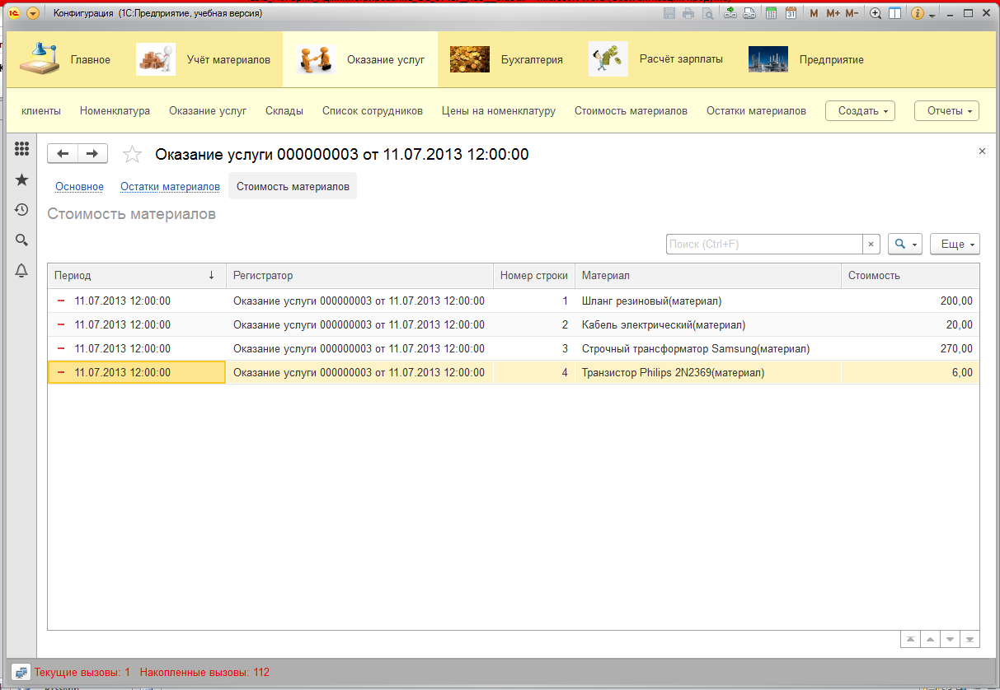 Конфигурация (1С:Предприятие, учебная версия)
M M+ M-
Главное Учёт материалов Оказание услуг Бухгалтерия Расчёт зарплаты Предприятие
клиенты Номенклатура Оказание услуг Склады Список сотрудников Цены на номенклатуру Стоимость материалов Остатки материалов Создать Отчеты
Оказание услуги 000000003 от 11.07.2013 12:00:00
Основное Остатки материалов Стоимость материалов
Стоимость материалов
Поиск (Ctrl+F) × Еще
Период ↓ Регистратор Номер строки Материал Стоимость
11.07.2013 12:00:00 Оказание услуги 000000003 от 11.07.2013 12:00:00 1 Шланг резиновый(материал) 200,00
11.07.2013 12:00:00 Оказание услуги 000000003 от 11.07.2013 12:00:00 2 Кабель электрический(материал) 20,00
11.07.2013 12:00:00 Оказание услуги 000000003 от 11.07.2013 12:00:00 3 Строчный трансформатор Samsung(материал) 270,00
11.07.2013 12:00:00 Оказание услуги 000000003 от 11.07.2013 12:00:00 4 Транзистор Philips 2N2369(материал) 6,00
Текущие вызовы: 1 Накопленные вызовы: 112